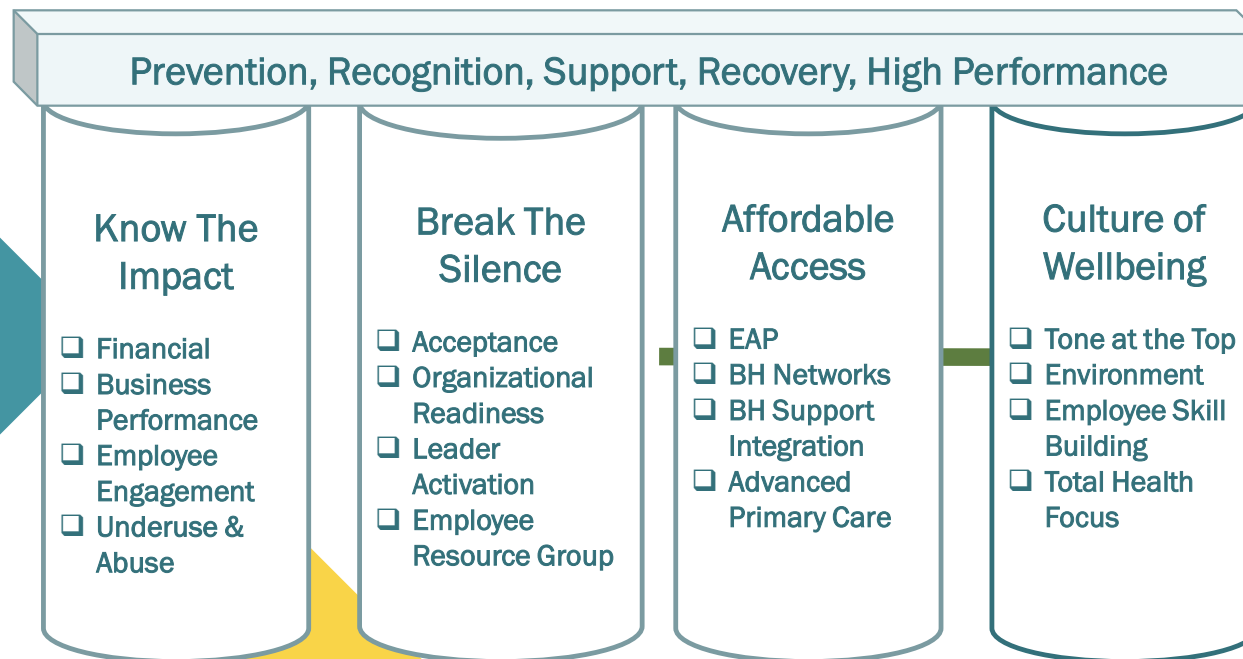 Prevention, Recognition, Support, Recovery, High Performance
Know The
Impact
❑ Financial
❑ Business
Performance
❑ Employee
Engagement
❑ Underuse &
Abuse
Break The
Silence
❑ Acceptance
❑ Organizational
Readiness
❑ Leader
Activation
❑ Employee
Resource Group
Affordable
Access
❑ EAP
❑ BH Networks
❑ BH Support
Integration
❑ Advanced
Primary Care
Culture of
Wellbeing
❑ Tone at the Top
❑ Environment
❑ Employee Skill
Building
❑ Total Health
Focus